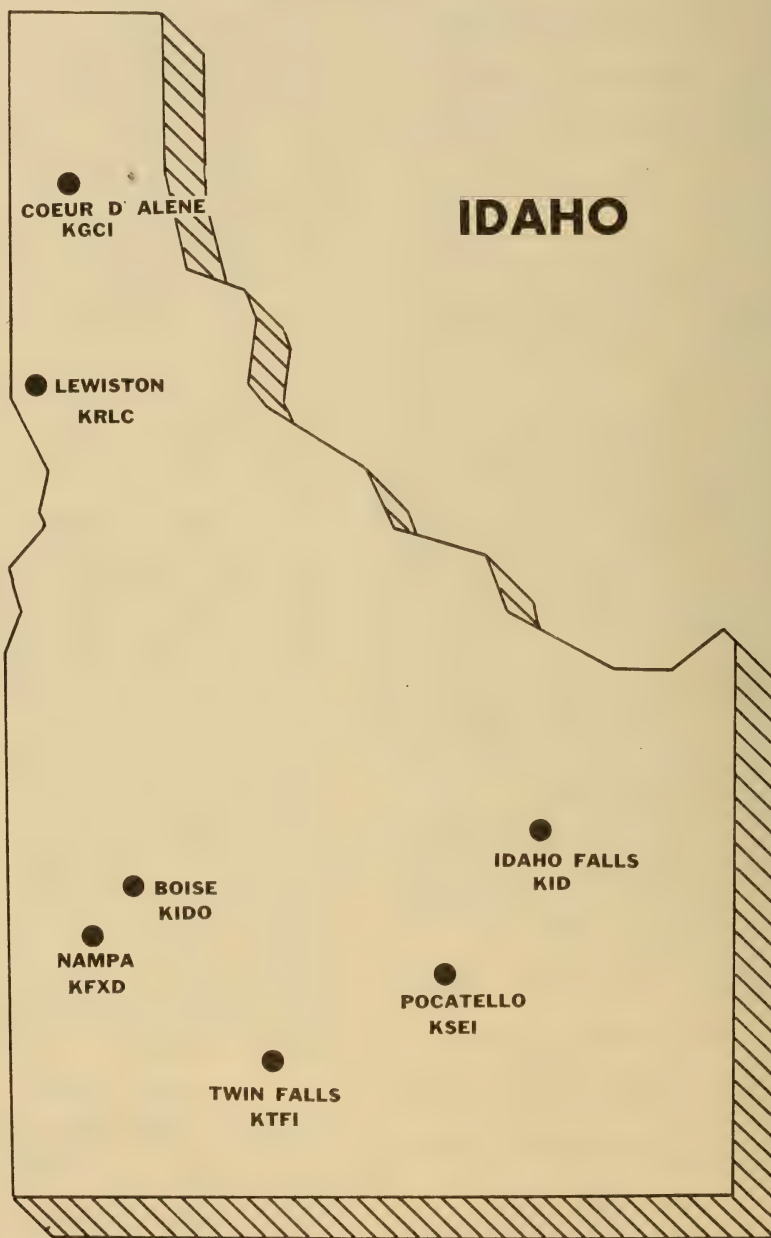 IDAHO
COEUR D' ALENE
KGCI
LEWISTON
KRLC
IDAHO FALLS
KID
BOISE
KIDO
NAMPA
KFXD
POCATELLO
KSEI
TWIN FALLS
KTFI